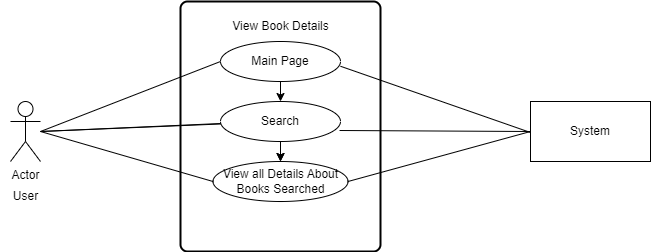 View Book Details
Main Page
Search
System
View all Details About
Books Searched
Actor
User